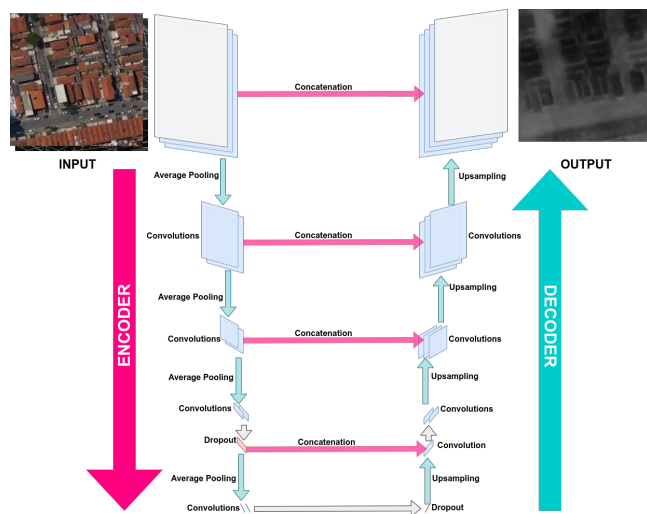 Concatenation
INPUT
OUTPUT
Average Pooling
Upsampling
Convolutions
Concatenation
Convolutions
ENCODER
DECODER
Average Pooling
Upsampling
Convolutions
Concatenation
Convolutions
Average Pooling
Upsampling
Convolutions
Convolutions
Dropout
Concatenation
Convolution
Average Pooling
Upsampling
Convolutions
Dropout